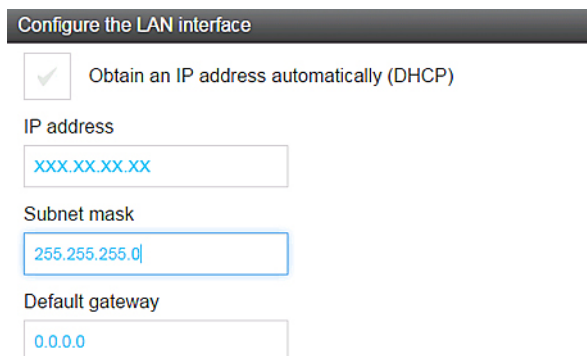 Configure the LAN interface
Obtain an IP address automatically (DHCP)
IP address
XXX.XX.XX.XX
Subnet mask
255.255.255.0
Default gateway
0.0.0.0